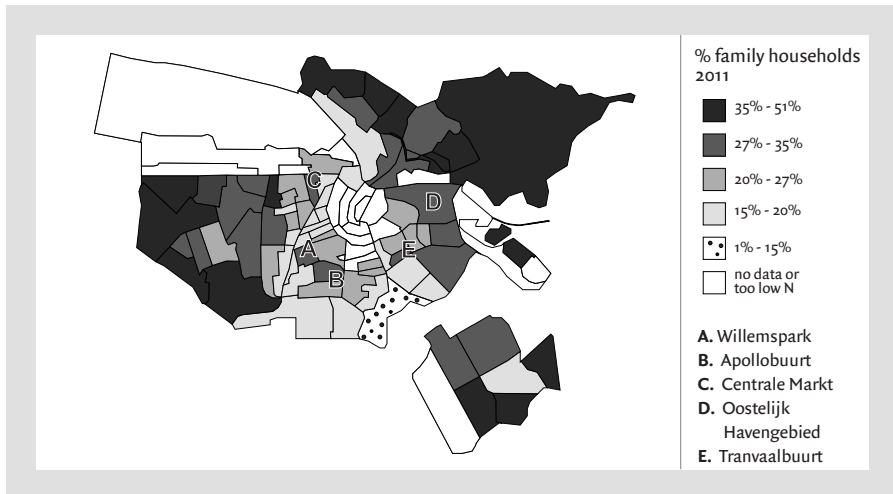 % family households
2011
35% - 51%
27% - 35%
20% - 27%
15% - 20%
1% - 15%
no data or
too low N
A. Willemspark
B. Apollobuurt
C. Centrale Markt
D. Oostelijk
Havengebied
E. Tranvaalbuurt
C
D
A
E
B